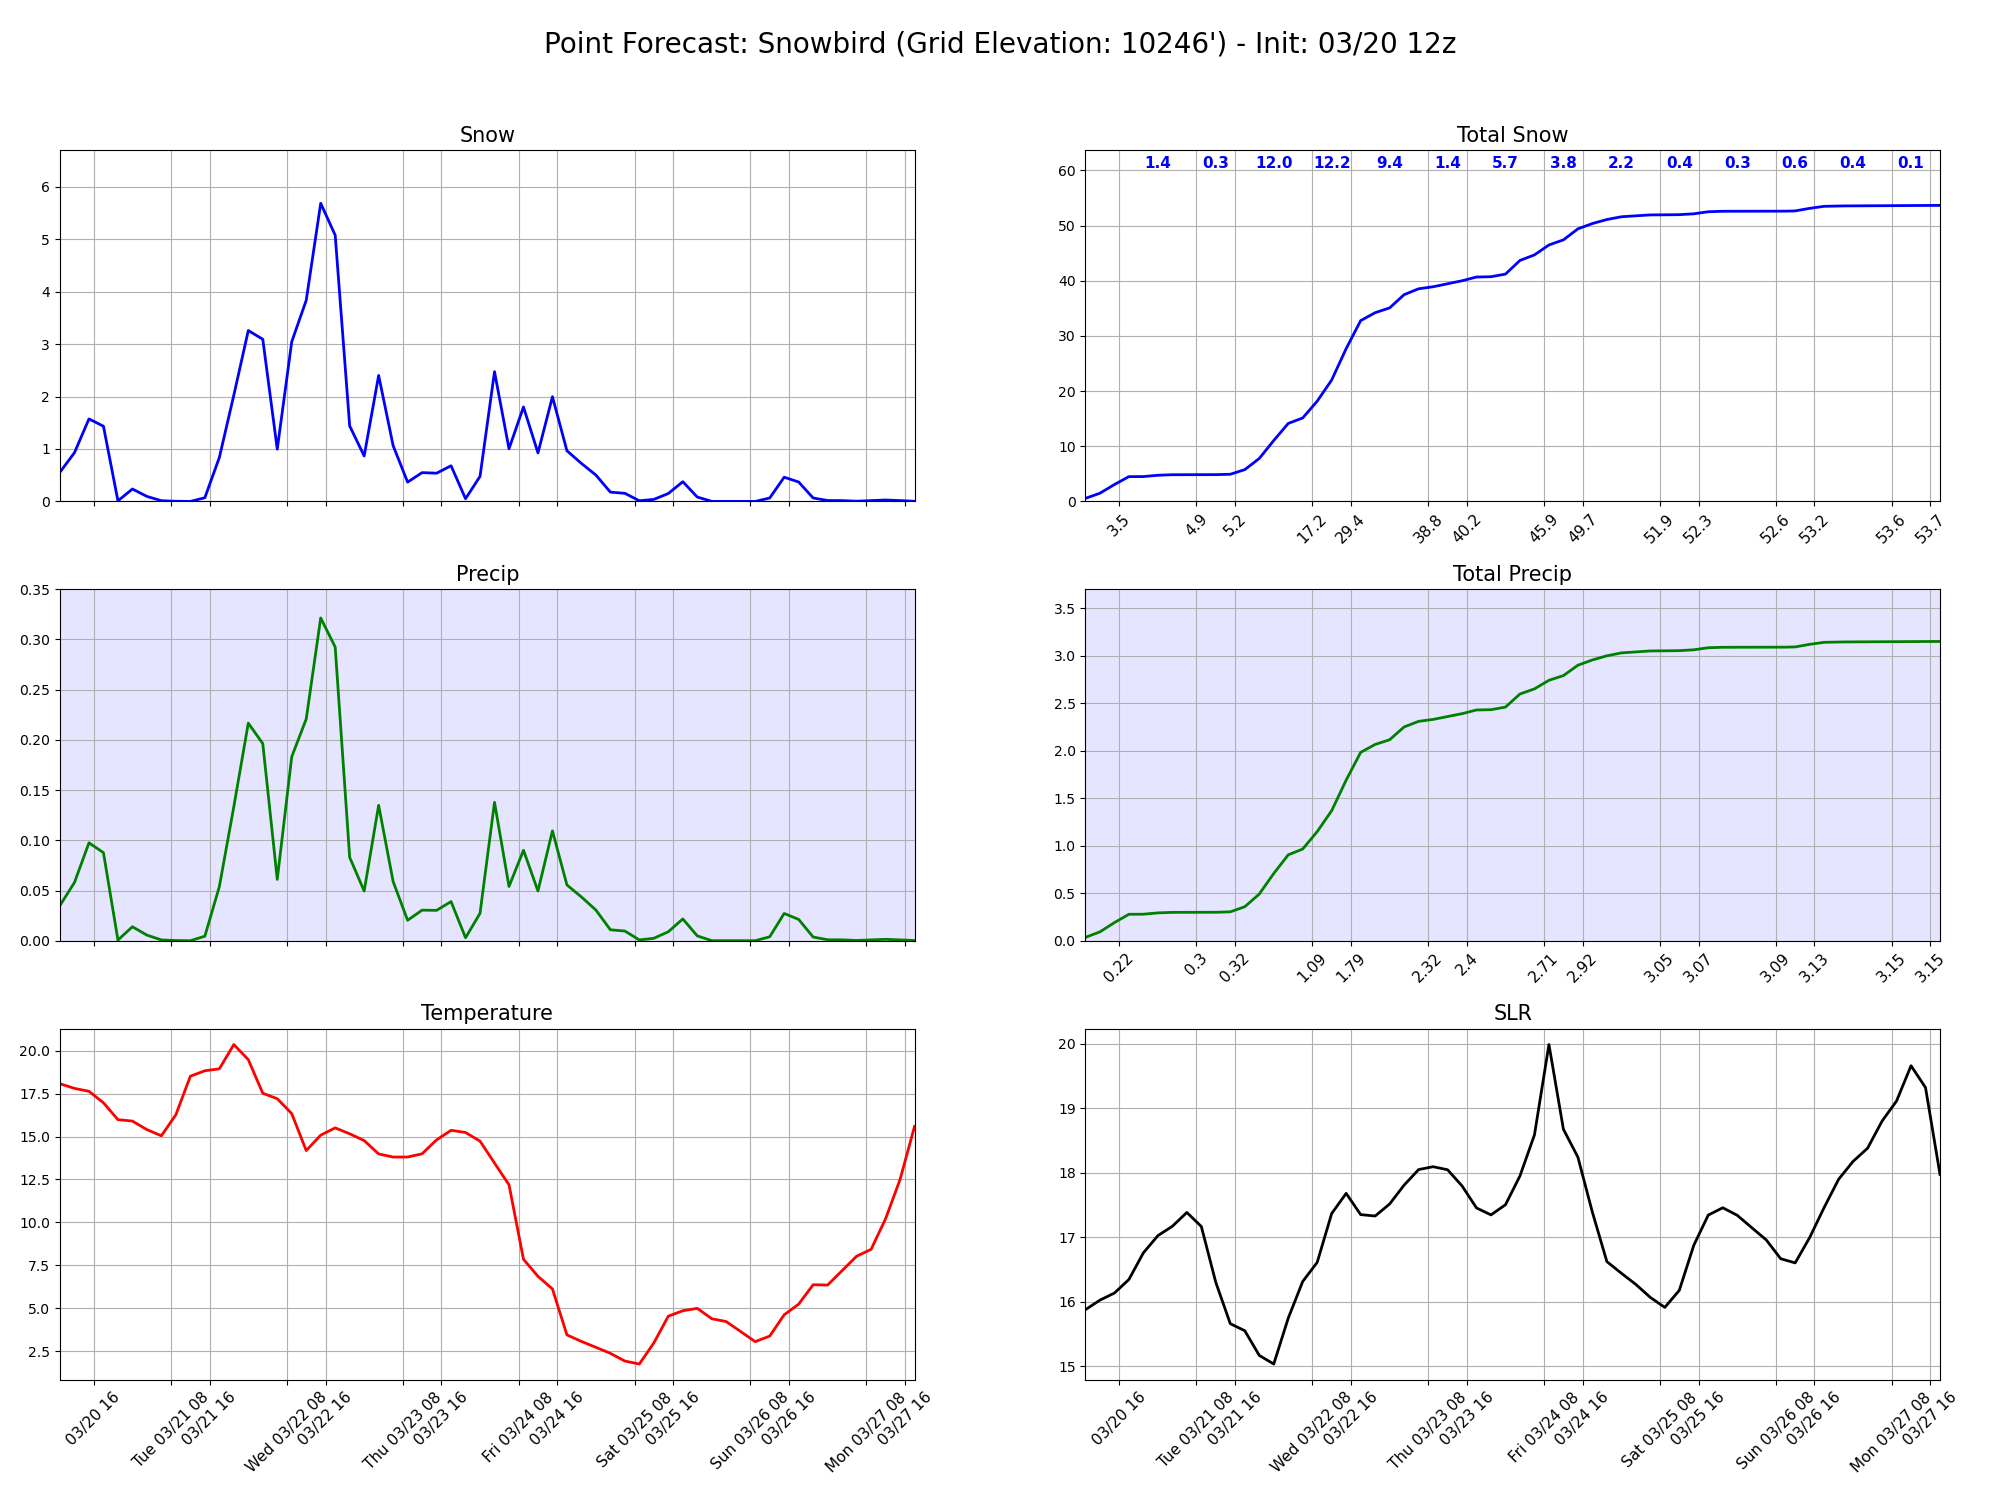 Point Forecast: Snowbird (Grid Elevation: 10246') - Init: 03/20 12z
Snow
6
5
4
3
2
1
0
Total Snow
1.4 0.3 12.0 12.2 9.4 1.4 5.7 3.8 2.2 0.4 0.3 0.6 0.4 0.1
60
50
40
30
20
10
0
3.5 4.9 5.2 17.2 29.4 38.8 40.2 45.9 49.7 51.9 52.3 52.6 53.2 53.6 53.7
Precip
0.35
0.30
0.25
0.20
0.15
0.10
0.05
0.00
Total Precip
3.5
3.0
2.5
2.0
1.5
1.0
0.5
0.0
0.22 0.3 0.32 1.09 1.79 2.32 2.4 2.71 2.92 3.05 3.07 3.09 3.13 3.15 3.15
Temperature
20.0
17.5
15.0
12.5
10.0
7.5
5.0
2.5
03/20 16
Tue 03/21 08
03/21 16
Wed 03/22 08
03/22 16
Thu 03/23 08
03/23 16
Fri 03/24 08
03/24 16
Sat 03/25 08
03/25 16
Sun 03/26 08
03/26 16
Mon 03/27 08
03/27 16
SLR
20
19
18
17
16
15
03/20 16
Tue 03/21 08
03/21 16
Wed 03/22 08
03/22 16
Thu 03/23 08
03/23 16
Fri 03/24 08
03/24 16
Sat 03/25 08
03/25 16
Sun 03/26 08
03/26 16
Mon 03/27 08
03/27 16